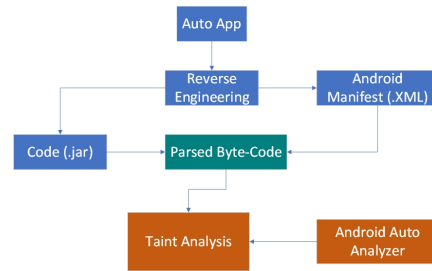 Auto App
Reverse
Engineering
Android
Manifest (.XML)
Code (.jar)
Parsed Byte-Code
Taint Analysis
Android Auto
Analyzer